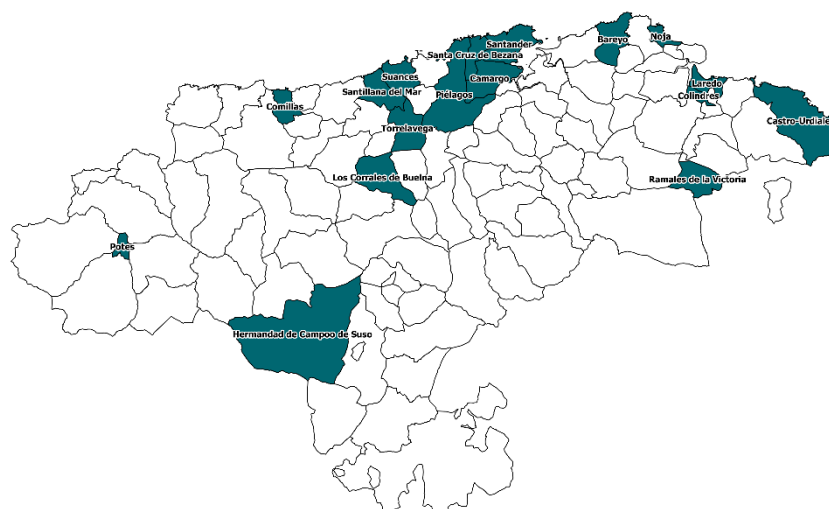 Santander
Noja
Bareyo
Santa Cruz de Bezana
Suances
Camargo
Laredo
Santillana del Mar
Piélagos
Colindres
Comillas
Castro-Urdiale
Torrelavega
Los Corrales de Buelna
Ramales de la Victoria
Potes
Hermandad de Campoo de Suso